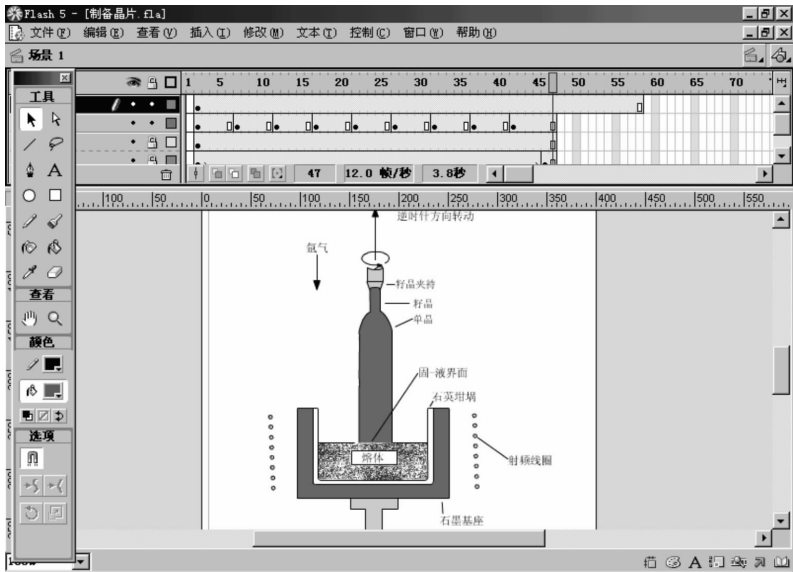 Flash 5 - [制备晶片.fla]
文件(F) 编辑(E) 查看(V) 插入(I) 修改(M) 文本(T) 控制(C) 窗口(W) 帮助(H)
场景 1
工具
1 5 10 15 20 25 30 35 40 45 50 55 60 65 70
47 12.0 帧/秒 3.8秒
100 50 0 50 100 150 200 250 300 350 400 450 500 550
逆时什方向转动
氩气
籽晶夹持
籽晶
单晶
查看
颜色
固-液界面
石英坩埚
选项
熔体
射频线圈
石墨基座